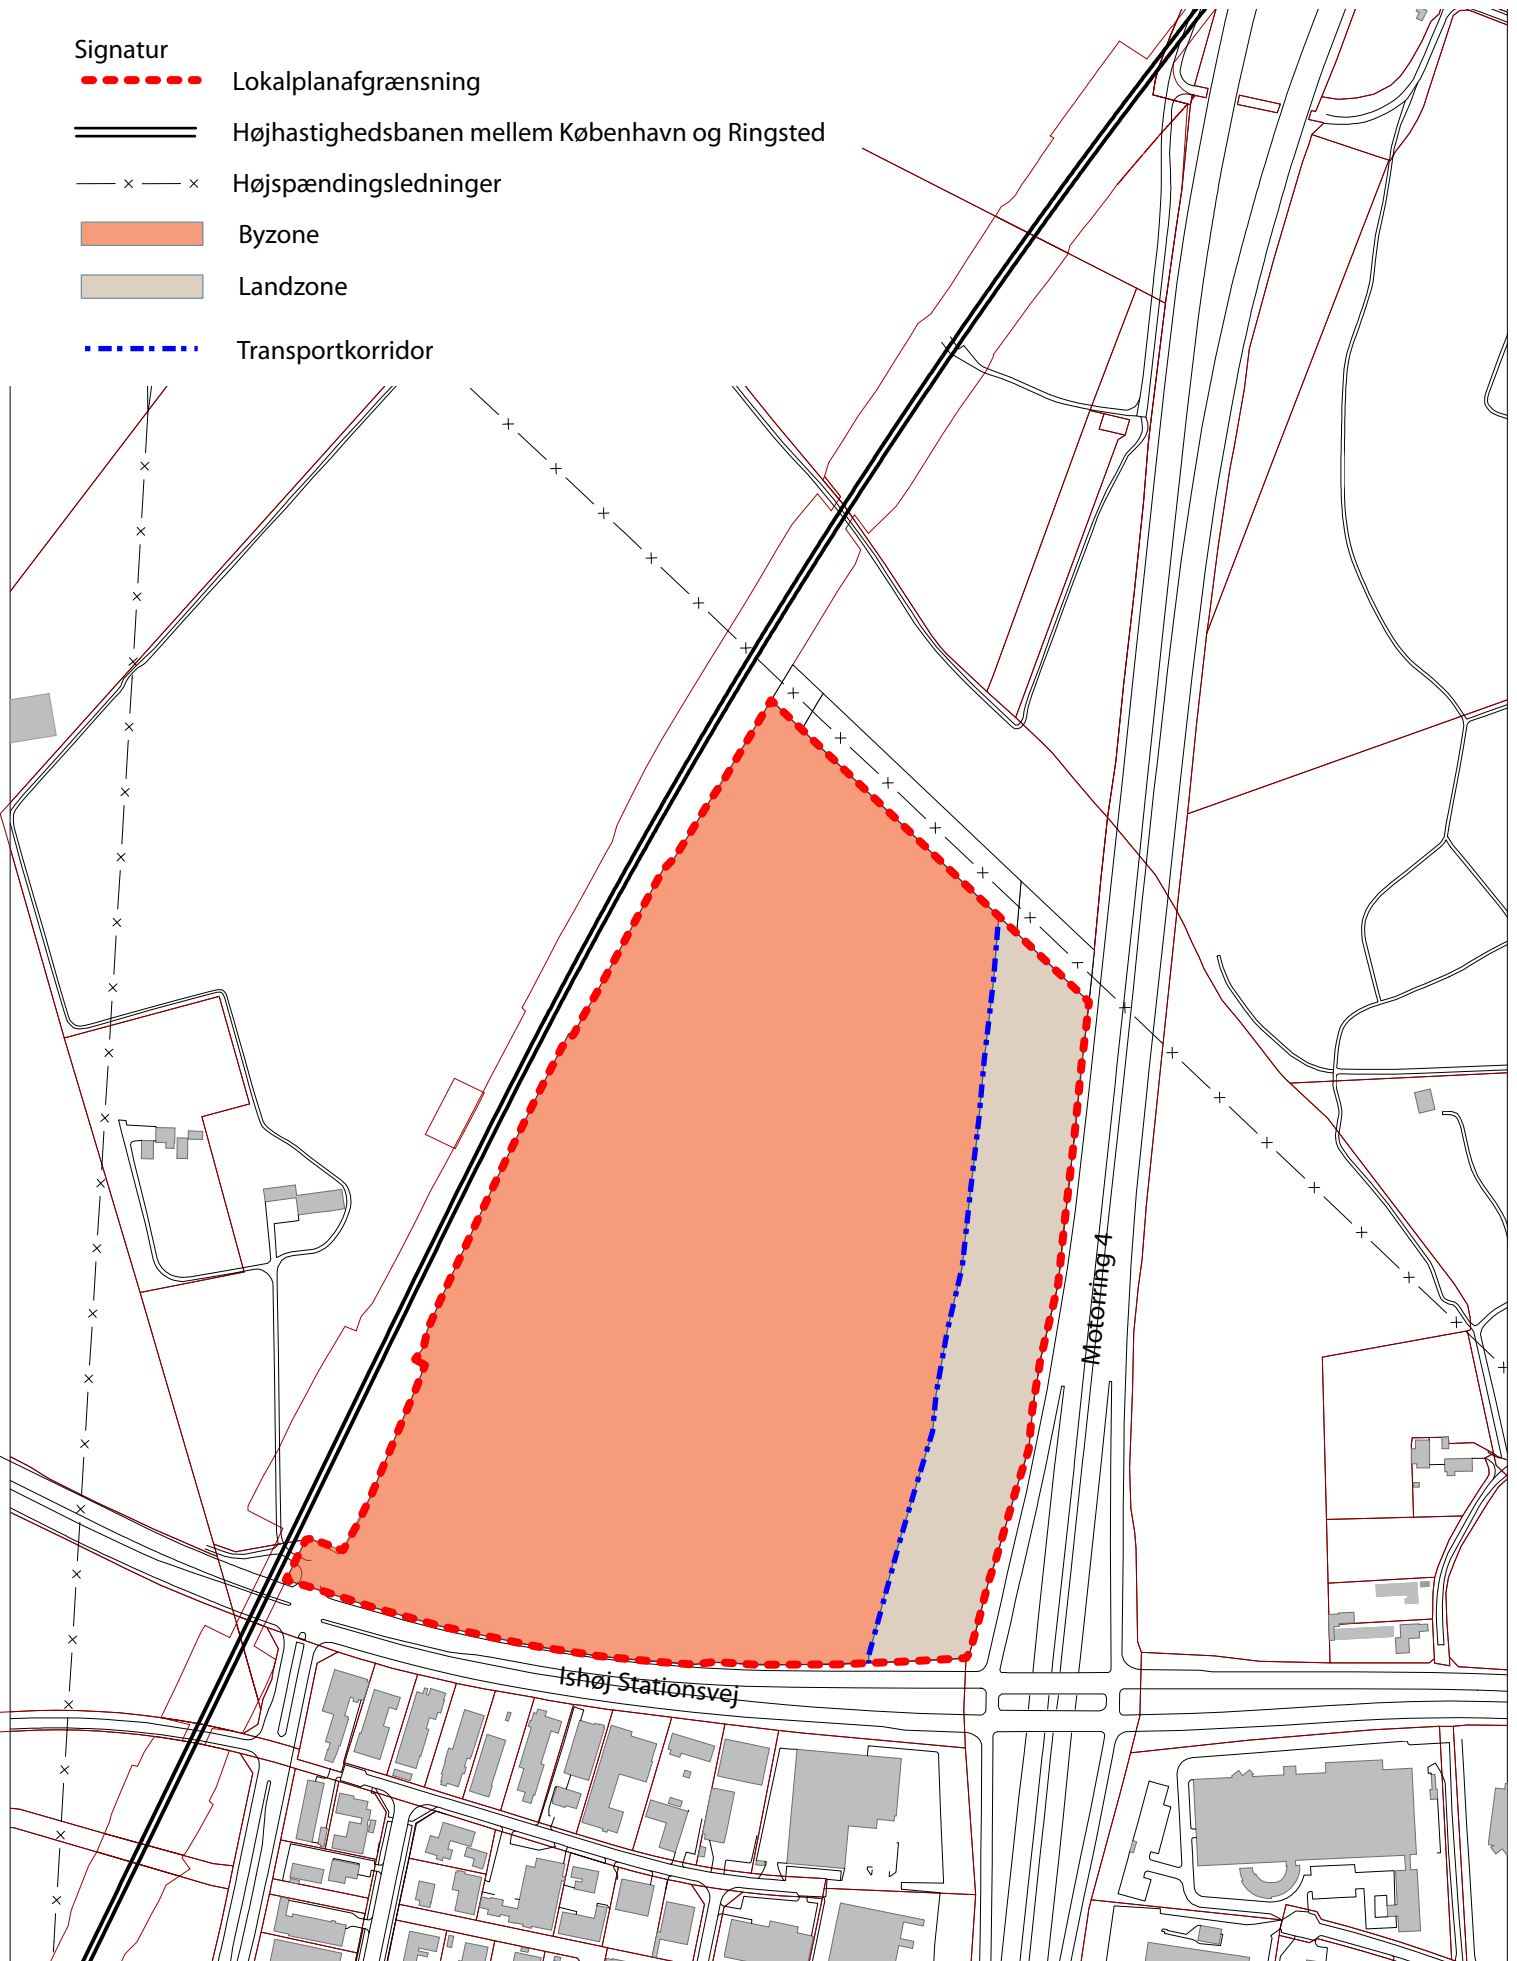 Signatur
Lokalplanafgrænsning
Højhastighedsbanen mellem København og Ringsted
Højspændingsledninger
Byzone
Landzone
Transportkorridor
Motorring 4
Ishøj Stationsvej